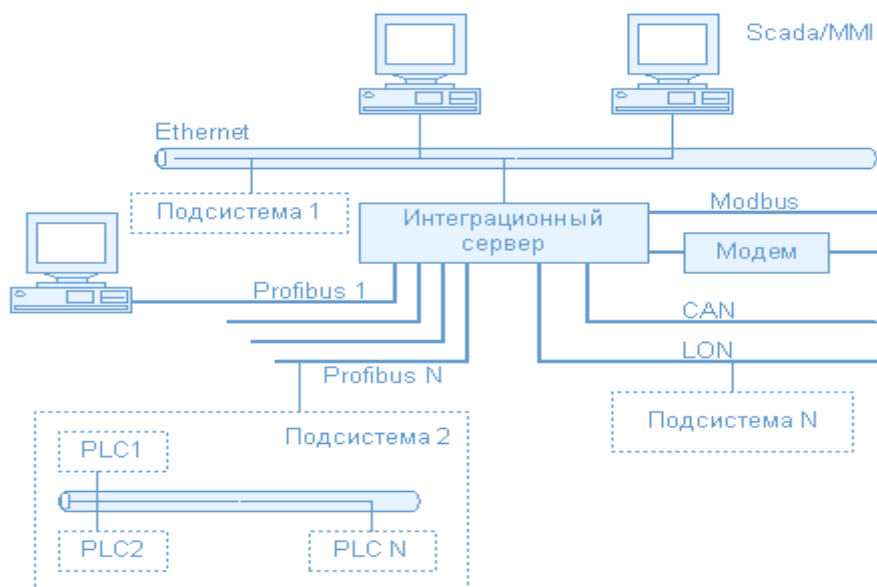 Scada/MMI
Ethernet
Подсистема 1
Интеграционный
сервер
Modbus
Модем
Profibus 1
CAN
LON
Profibus N
Подсистема N
Подсистема 2
PLC1
PLC2
PLC N